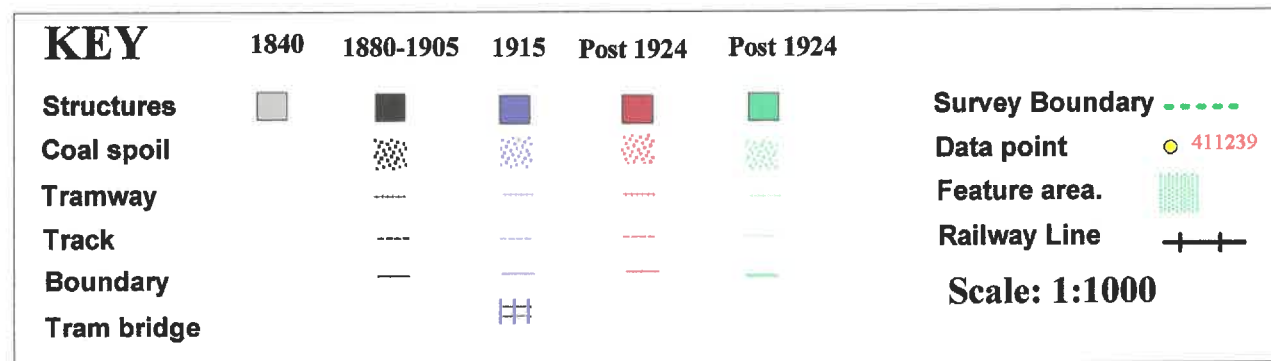 KEY 1840 1880-1905 1915 Post 1924 Post 1924
Structures
Coal spoil
Tramway
Track
Boundary
Tram bridge
Survey Boundary
Data point 411239
Feature area.
Railway Line
Scale: 1:1000